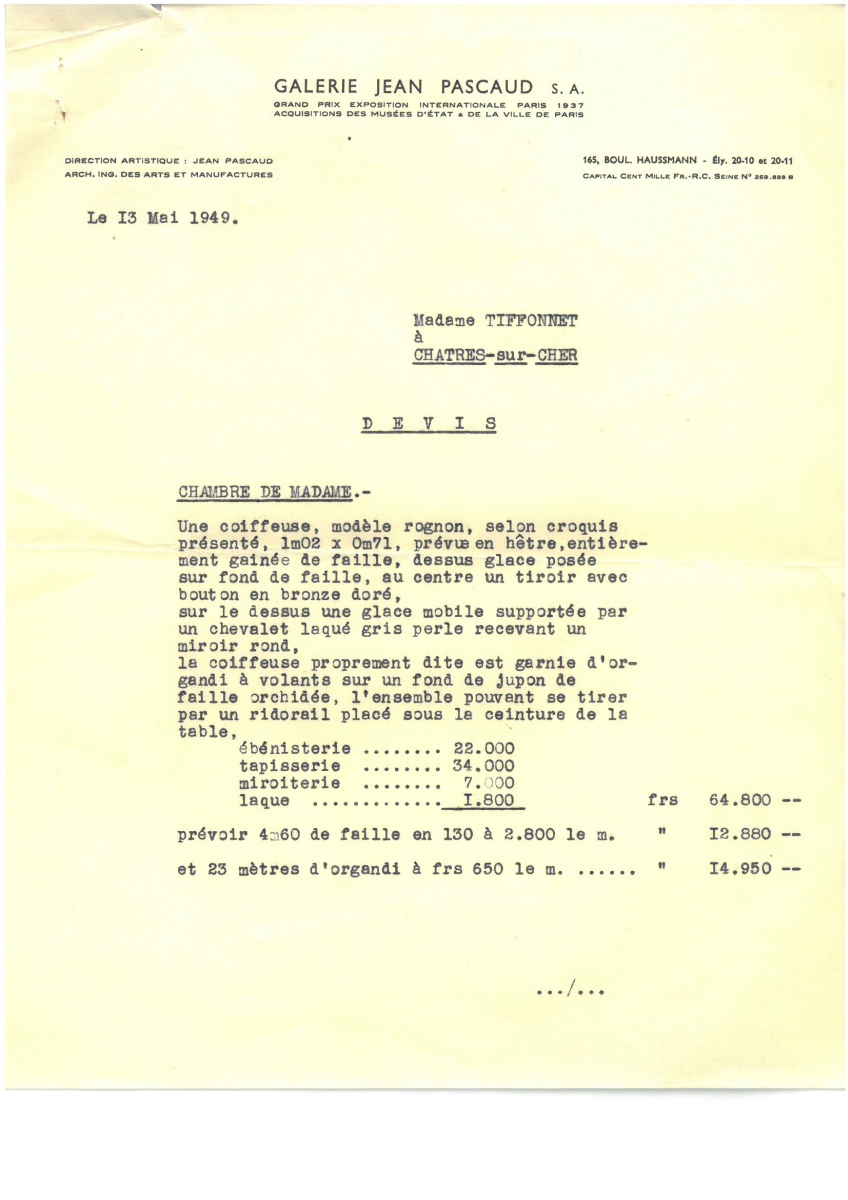 GALERIE JEAN PASCAUD S. A.
GRAND PRIX EXPOSITION INTERNATIONALE PARIS 1937
ACQUISITIONS DES MUSÉES D'ÉTAT & DE LA VILLE DE PARIS
DIRECTION ARTISTIQUE : JEAN PASCAUD
ARCH. ING. DES ARTS ET MANUFACTURES
165, BOUL. HAUSSMANN - Ély. 20-10 et 20-11
CAPITAL CENT MILLE FR.-R.C. SEINE N° 259.888 B
Le I3 Mai 1949.
Madame TIFFONNET
à
CHATRES-sur-CHER
D E V I S
CHAMBRE DE MADAME.-
Une coiffeuse, modèle rognon, selon croquis
présenté, 1m02 x 0m71, prévue en hêtre,entière-
ment gainée de faille, dessus glace posée
sur fond de faille, au centre un tiroir avec
bouton en bronze doré,
sur le dessus une glace mobile supportée par
un chevalet laqué gris perle recevant un
miroir rond,
la coiffeuse proprement dite est garnie d'or-
gandi à volants sur un fond de jupon de
faille orchidée, l'ensemble pouvant se tirer
par un ridorail placé sous la ceinture de la
table,
ébénisterie ........ 22.000
tapisserie ........ 34.000
miroiterie ........ 7.000
laque ............. I.800 frs 64.800 --
prévoir 4m60 de faille en 130 à 2.800 le m. " I2.880 --
et 23 mètres d'organdi à frs 650 le m. ...... " I4.950 --
.../...